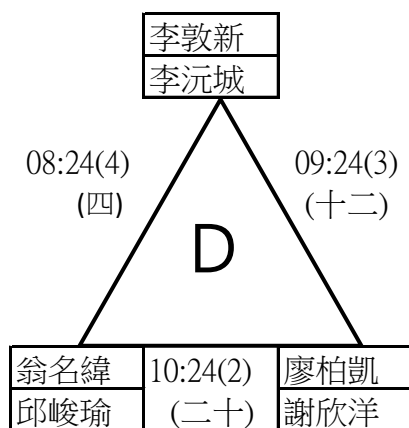 李敦新
李沅城
08:24(4)
(四)
09:24(3)
(十二)
D
翁名緯
邱峻瑜
10:24(2)
(二十)
廖柏凱
謝欣洋